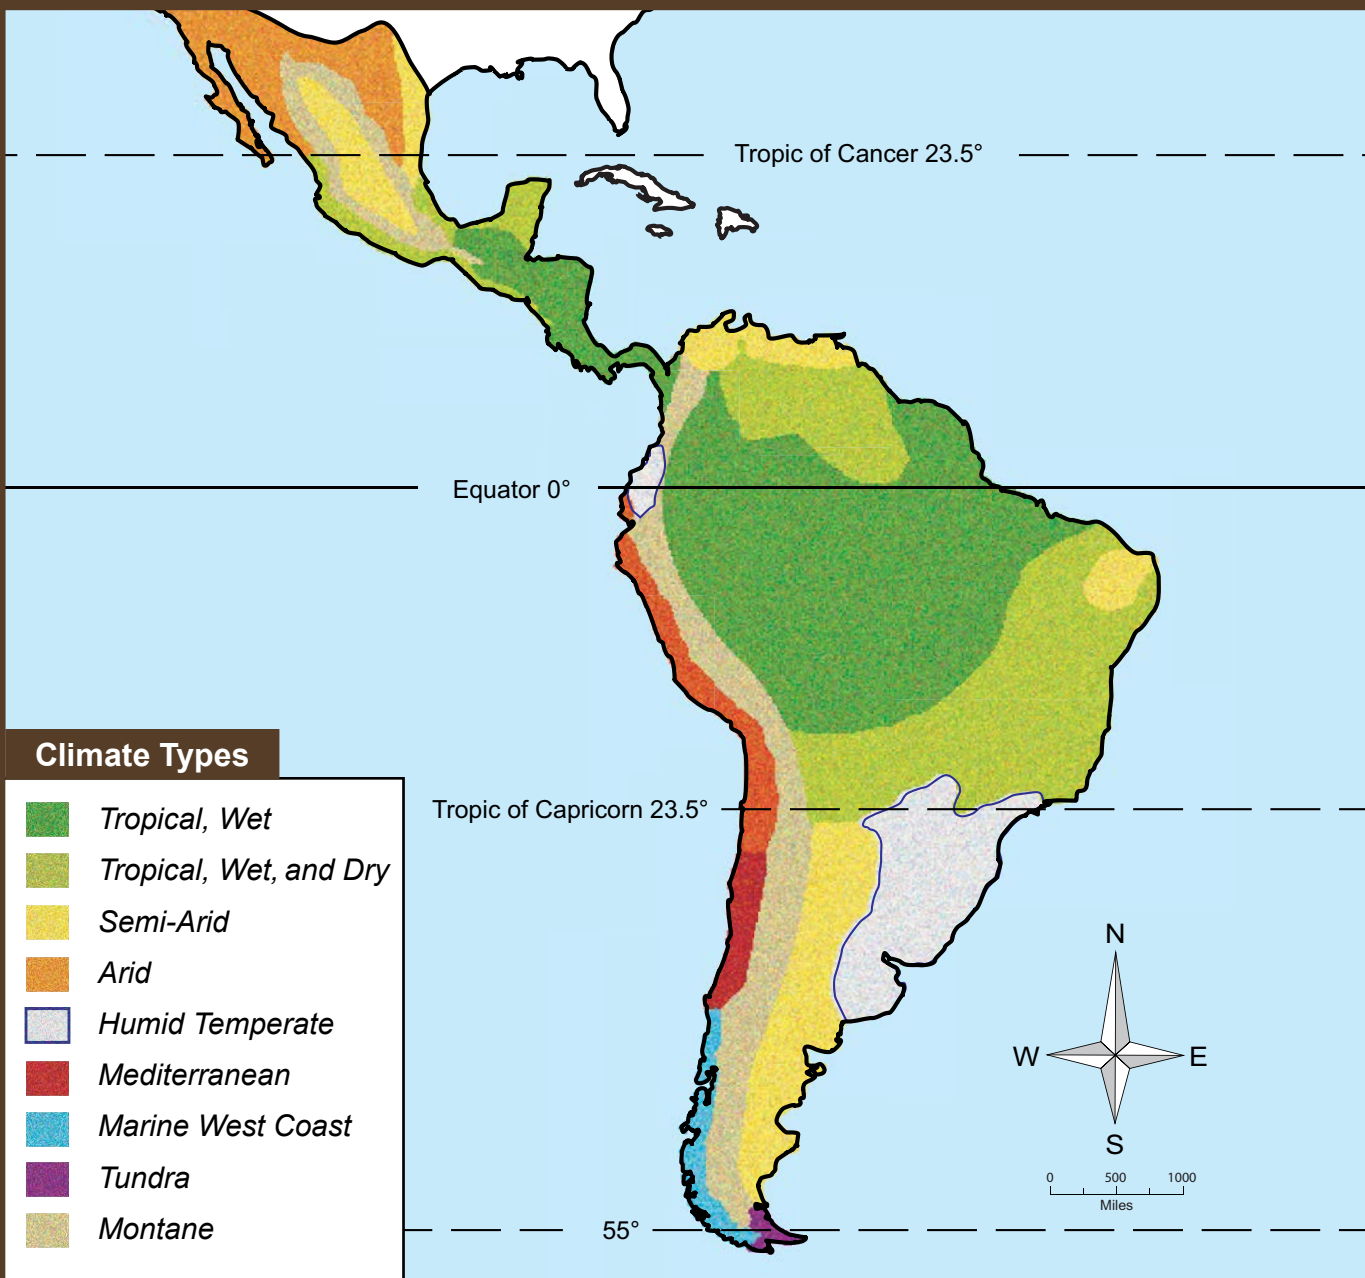 Tropic of Cancer 23.5°
Equator 0°
Tropic of Capricorn 23.5°
Climate Types
Tropical, Wet
Tropical, Wet, and Dry
Semi-Arid
Arid
Humid Temperate
Mediterranean
Marine West Coast
Tundra
Montane
N
W E
S
0 500 1000
Miles
55°